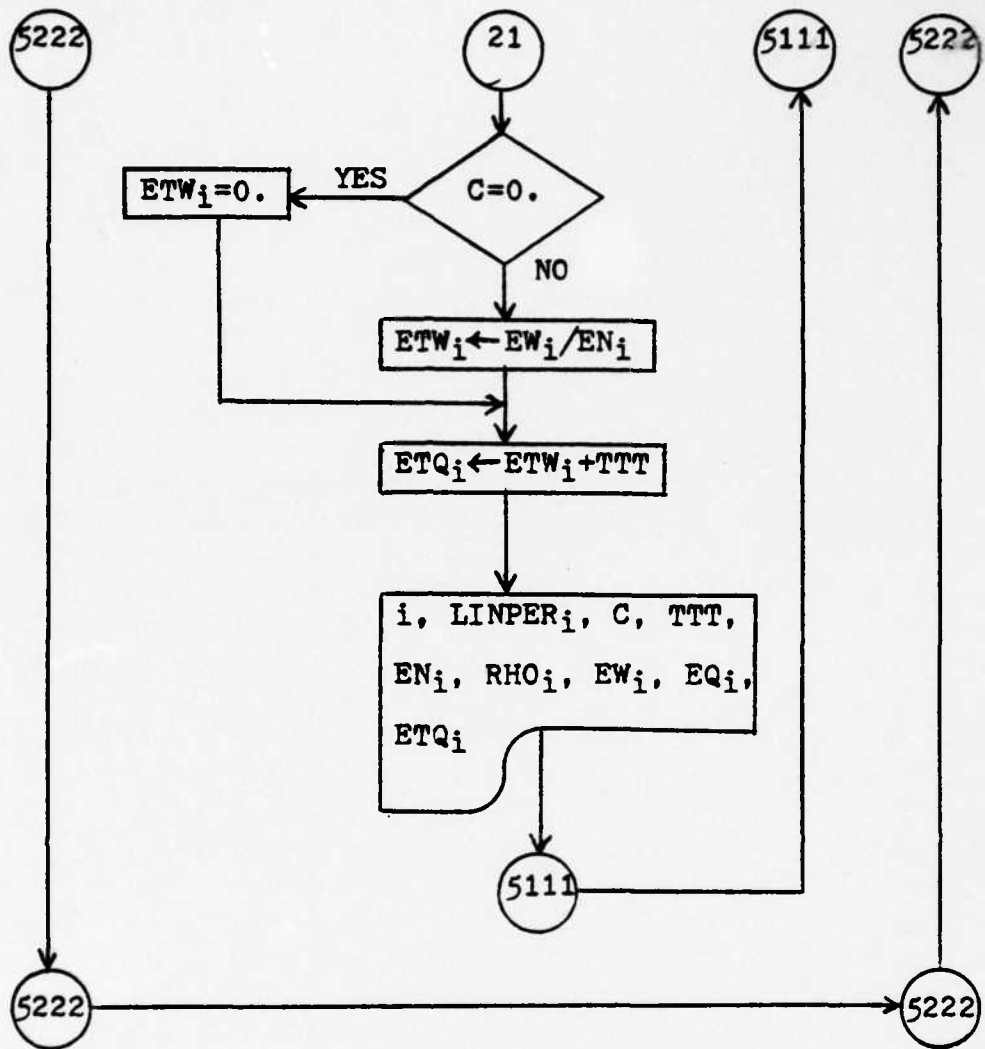 5222
21
5111
5222
C=0.
YES
ETWi=0.
NO
ETWi←EWi/ENi
ETQi←ETWi+TTT
i, LINPERi, C, TTT,
ENi, RHOi, EWi, EQi,
ETQi
5111
5222
5222